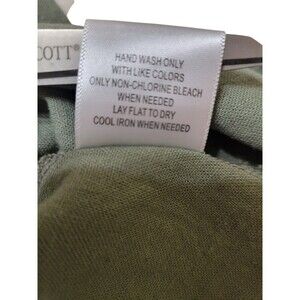 COTT®
HAND WASH ONLY
WITH LIKE COLORS
ONLY NON-CHLORINE BLEACH
WHEN NEEDED
LAY FLAT TO DRY
COOL IRON WHEN NEEDED